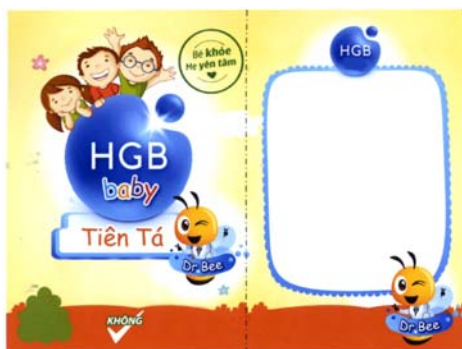 Bé khỏe
Mẹ yên tâm
HGB
baby
Tiên Tá
Dr.Bee
KHÔNG
HGB
Dr.Bee